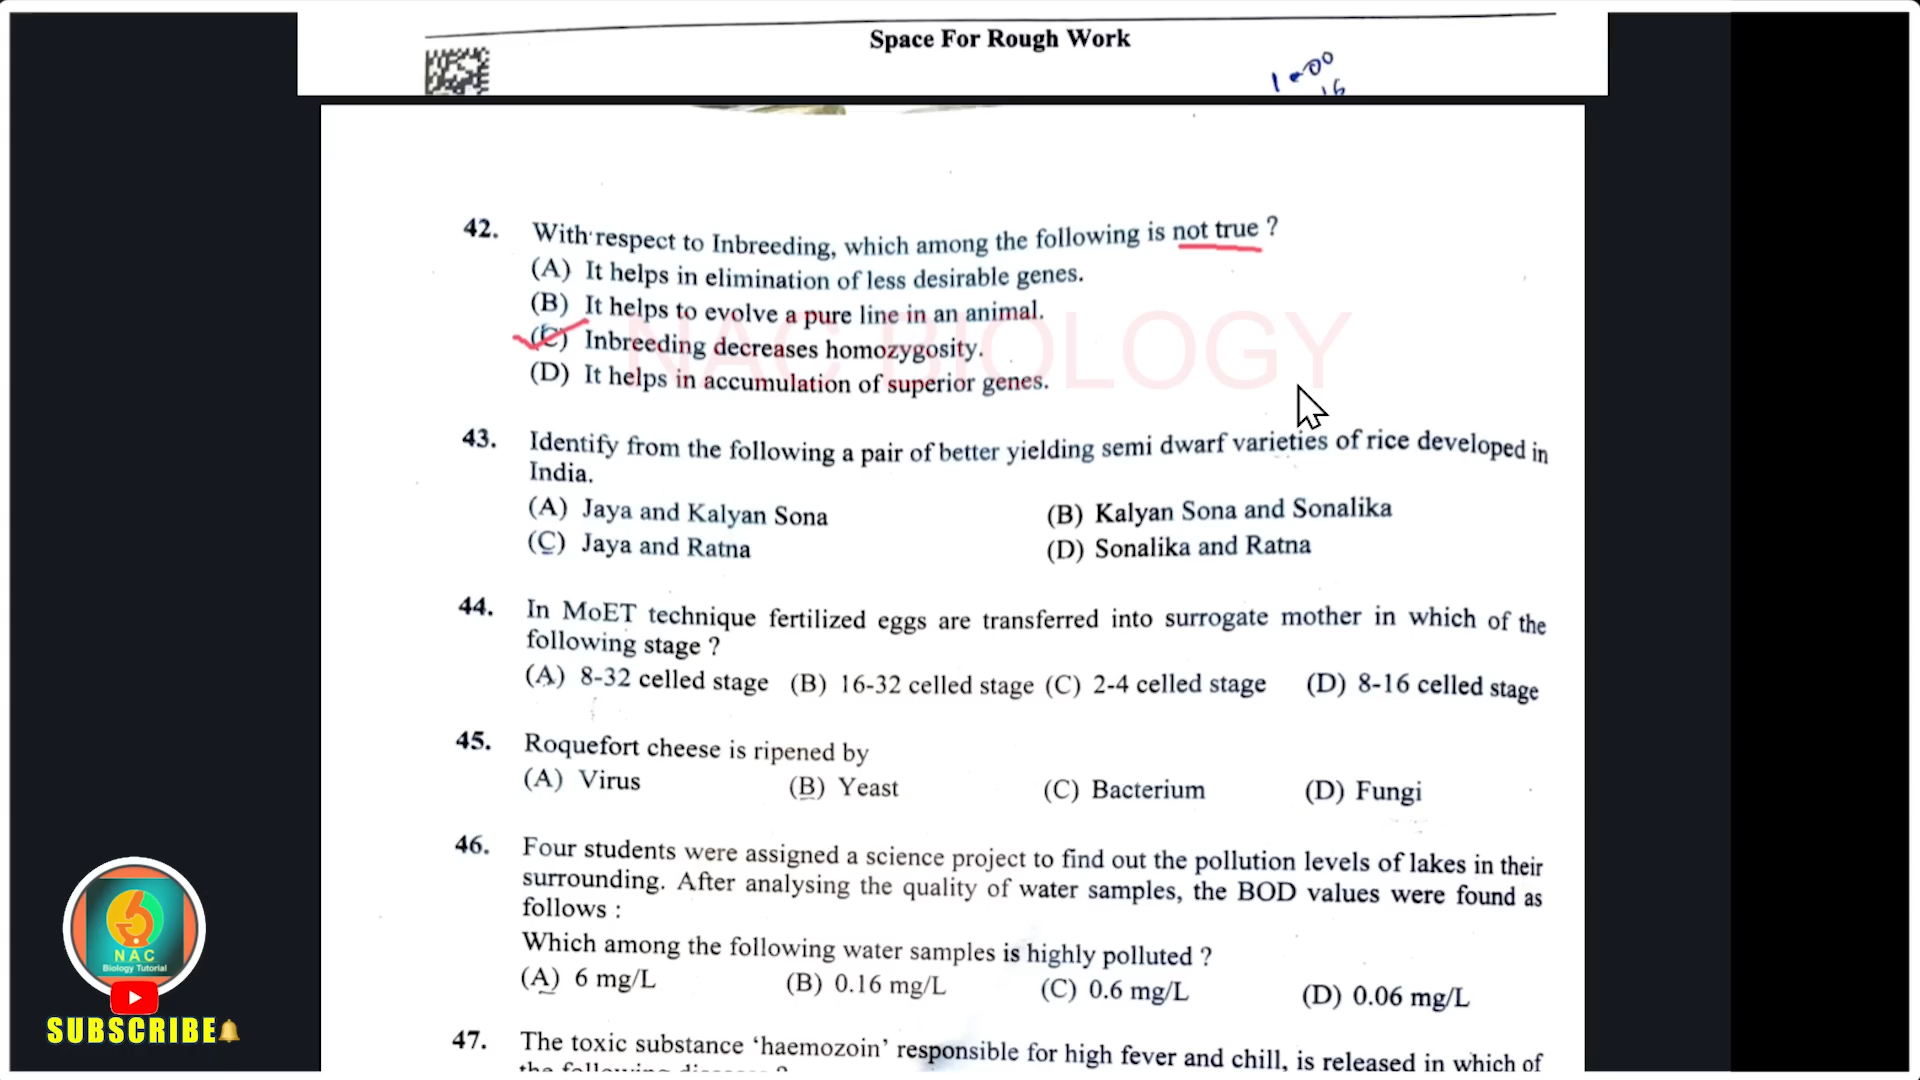 Space For Rough Work
1-00
16
42. With respect to Inbreeding, which among the following is not true ?
(A) It helps in elimination of less desirable genes.
(B) It helps to evolve a pure line in an animal.
(C) Inbreeding decreases homozygosity.
(D) It helps in accumulation of superior genes.
NAC BIOLOGY
43. Identify from the following a pair of better yielding semi dwarf varieties of rice developed in
India.
(A) Jaya and Kalyan Sona (B) Kalyan Sona and Sonalika
(C) Jaya and Ratna (D) Sonalika and Ratna
44. In MoET technique fertilized eggs are transferred into surrogate mother in which of the
following stage ?
(A) 8-32 celled stage (B) 16-32 celled stage (C) 2-4 celled stage (D) 8-16 celled stage
45. Roquefort cheese is ripened by
(A) Virus (B) Yeast (C) Bacterium (D) Fungi
46. Four students were assigned a science project to find out the pollution levels of lakes in their
surrounding. After analysing the quality of water samples, the BOD values were found as
follows :
Which among the following water samples is highly polluted ?
(A) 6 mg/L (B) 0.16 mg/L (C) 0.6 mg/L (D) 0.06 mg/L
47. The toxic substance ‘haemozoin’ responsible for high fever and chill, is released in which of
NAC
Biology Tutorial
SUBSCRIBE